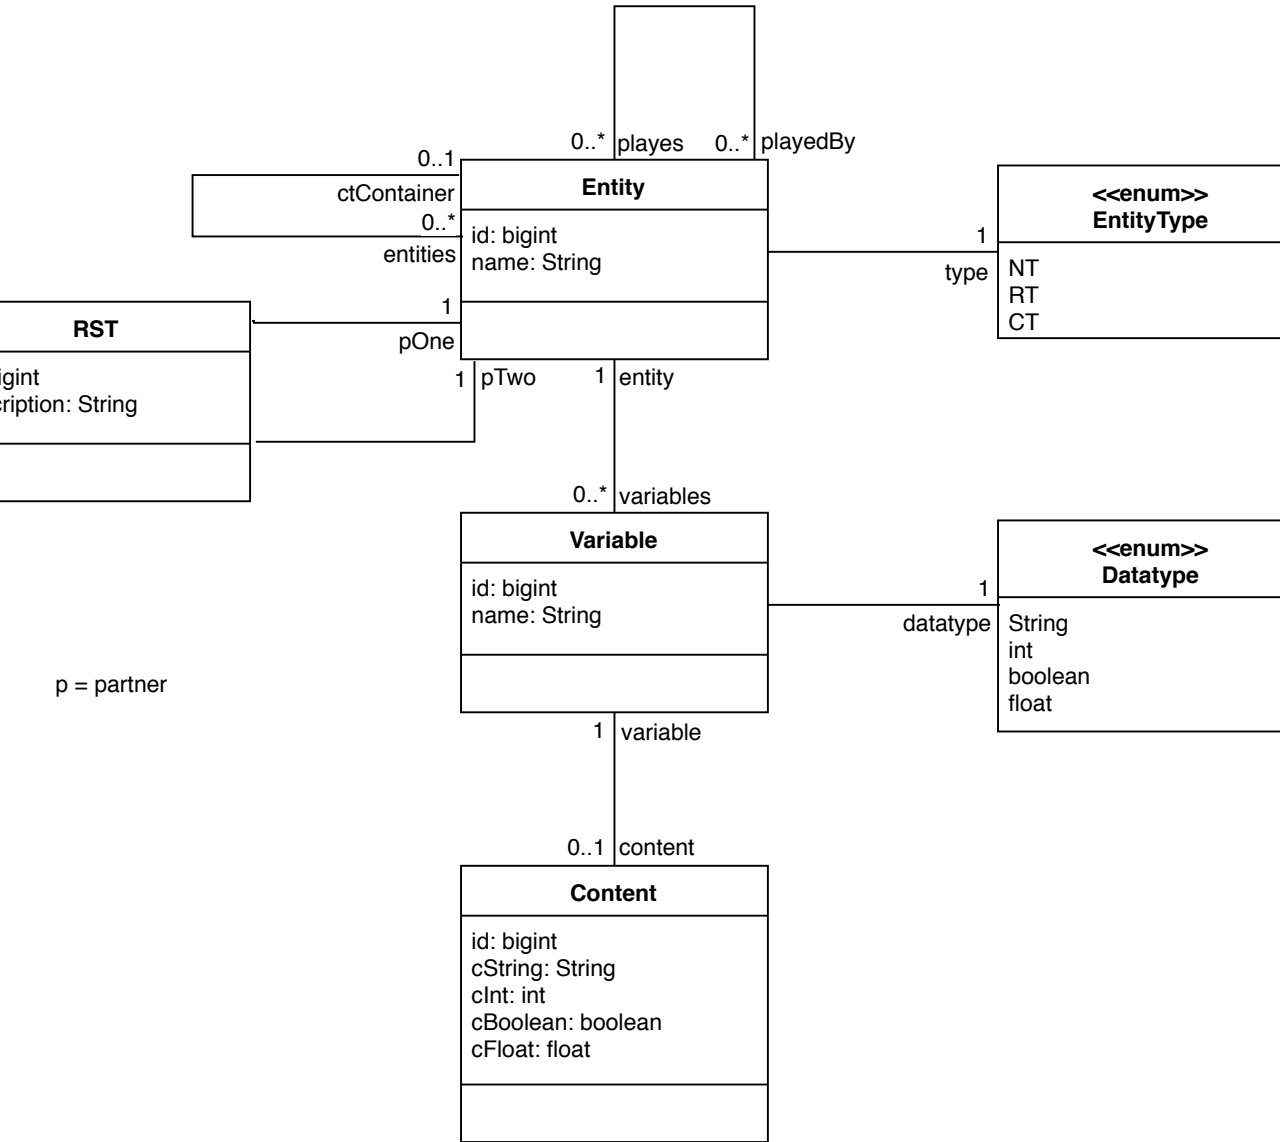 0..* playes 0..* playedBy
0..1
ctContainer
0..*
entities
Entity
id: bigint
name: String
1
type
<<enum>>
EntityType
NT
RT
CT
1
pOne
RST
igint
cription: String
1 pTwo
1 entity
0..* variables
Variable
id: bigint
name: String
1
datatype
<<enum>>
Datatype
String
int
boolean
float
p = partner
1 variable
0..1 content
Content
id: bigint
cString: String
cInt: int
cBoolean: boolean
cFloat: float